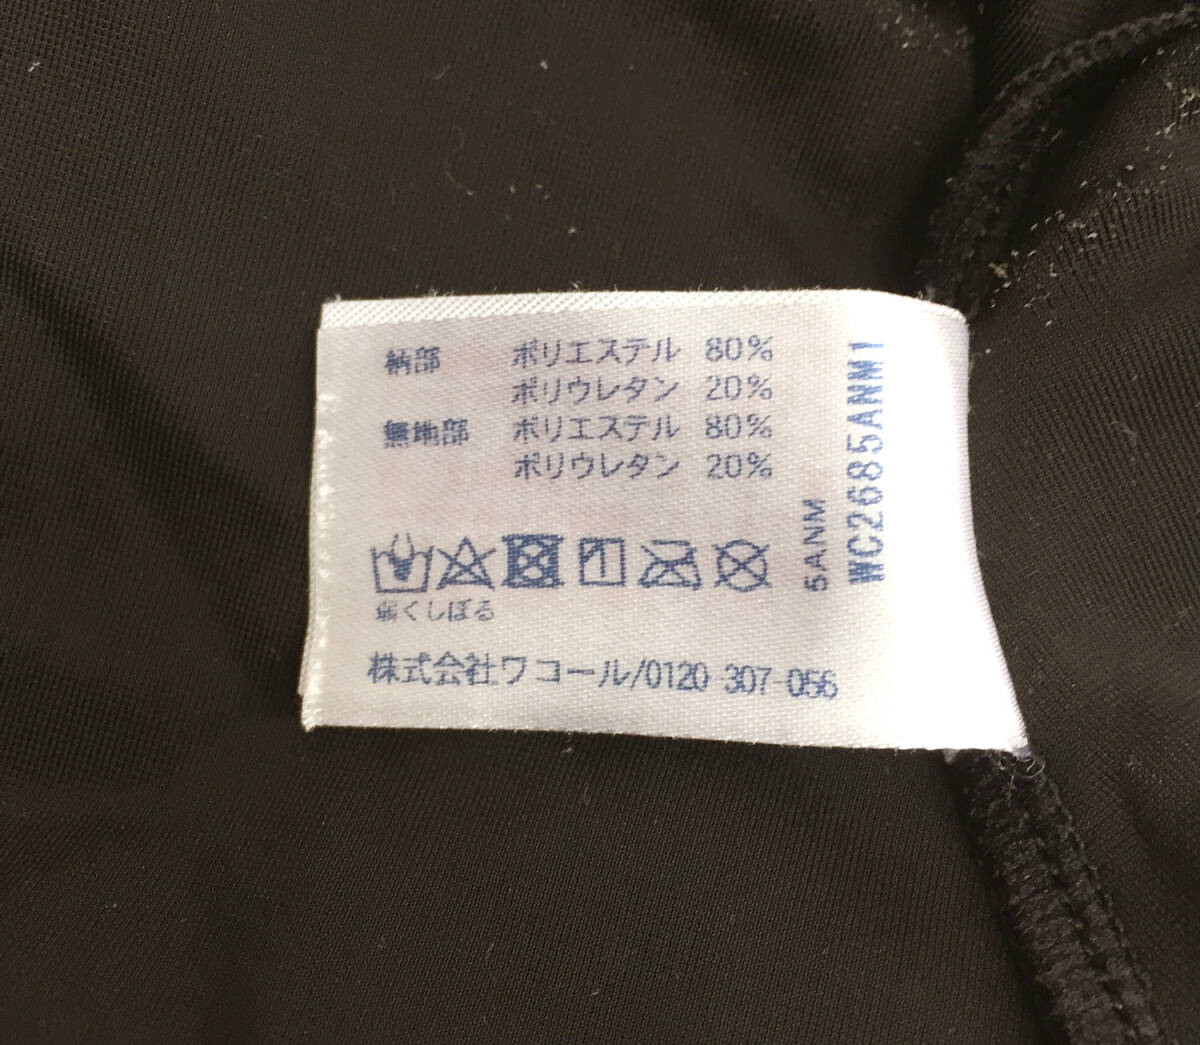 柄部 ポリエステル 80%
ポリウレタン 20%
無地部 ポリエステル 80%
ポリウレタン 20%
弱くしぼる
株式会社ワコール/0120 307-056
5ANM
WC2685ANM1